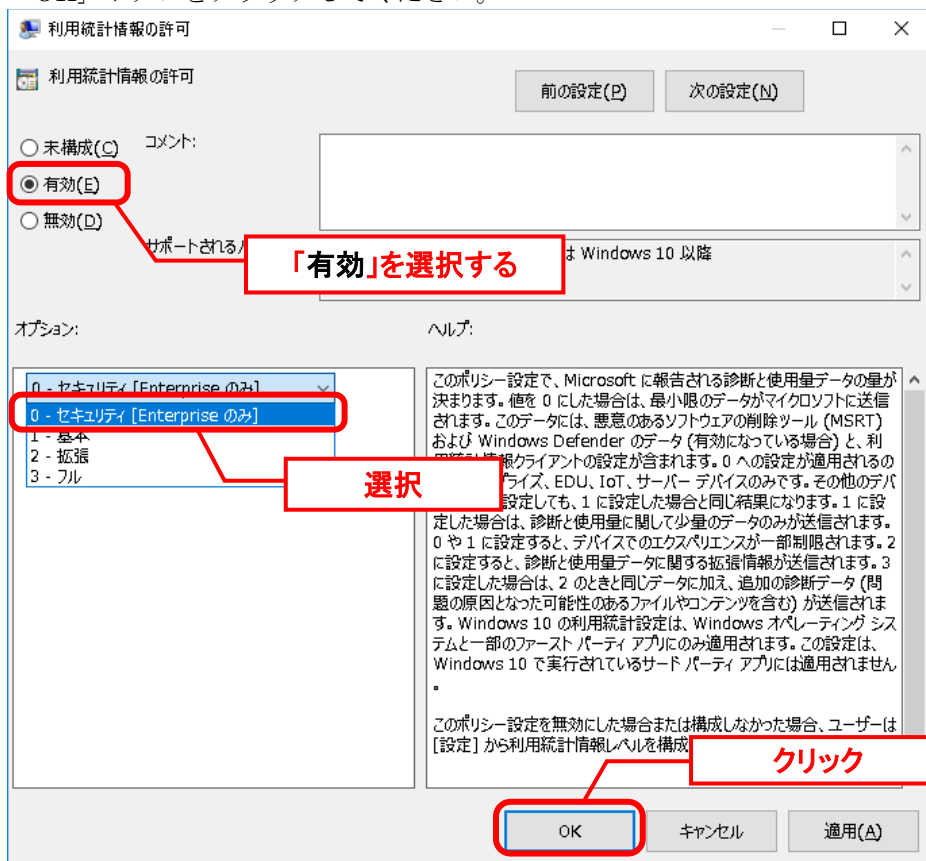 OK] ボタンをクリックしてください。
利用統計情報の許可
利用統計情報の許可
前の設定(P)
次の設定(N)
未構成(C)
コメント:
有効(E)
無効(D)
サポートされる
「有効」を選択する
Windows 10 以降
オプション:
ヘルプ:
0 - セキュリティ [Enterprise のみ]
0 - セキュリティ [Enterprise のみ]
1 - 基本
2 - 拡張
3 - フル
選択
このポリシー設定で、Microsoft に報告される診断と使用量データの量が
決まります。値を 0 にした場合は、最小限のデータがマイクロソフトに送信
されます。このデータには、悪意のあるソフトウェアの削除ツール (MSRT)
および Windows Defender のデータ (有効になっている場合) と、利
用統計情報クライアントの設定が含まれます。0 への設定が適用されるの
プライズ、EDU、IoT、サーバー デバイスのみです。その他のデバ
設定しても、1 に設定した場合と同じ結果になります。1 に設
定した場合は、診断と使用量に関して少量のデータのみが送信されます。
0 や 1 に設定すると、デバイスでのエクスペリエンスが一部制限されます。2
に設定すると、診断と使用量データに関する拡張情報が送信されます。3
に設定した場合は、2 のときと同じデータに加え、追加の診断データ (問
題の原因となった可能性のあるファイルやコンテンツを含む) が送信されま
す。Windows 10 の利用統計設定は、Windows オペレーティング シス
テムと一部のファースト パーティ アプリにのみ適用されます。この設定は、
Windows 10 で実行されているサード パーティ アプリには適用されません
。
このポリシー設定を無効にした場合または構成しなかった場合、ユーザーは
[設定] から利用統計情報レベルを構成
クリック
OK
キャンセル
適用(A)